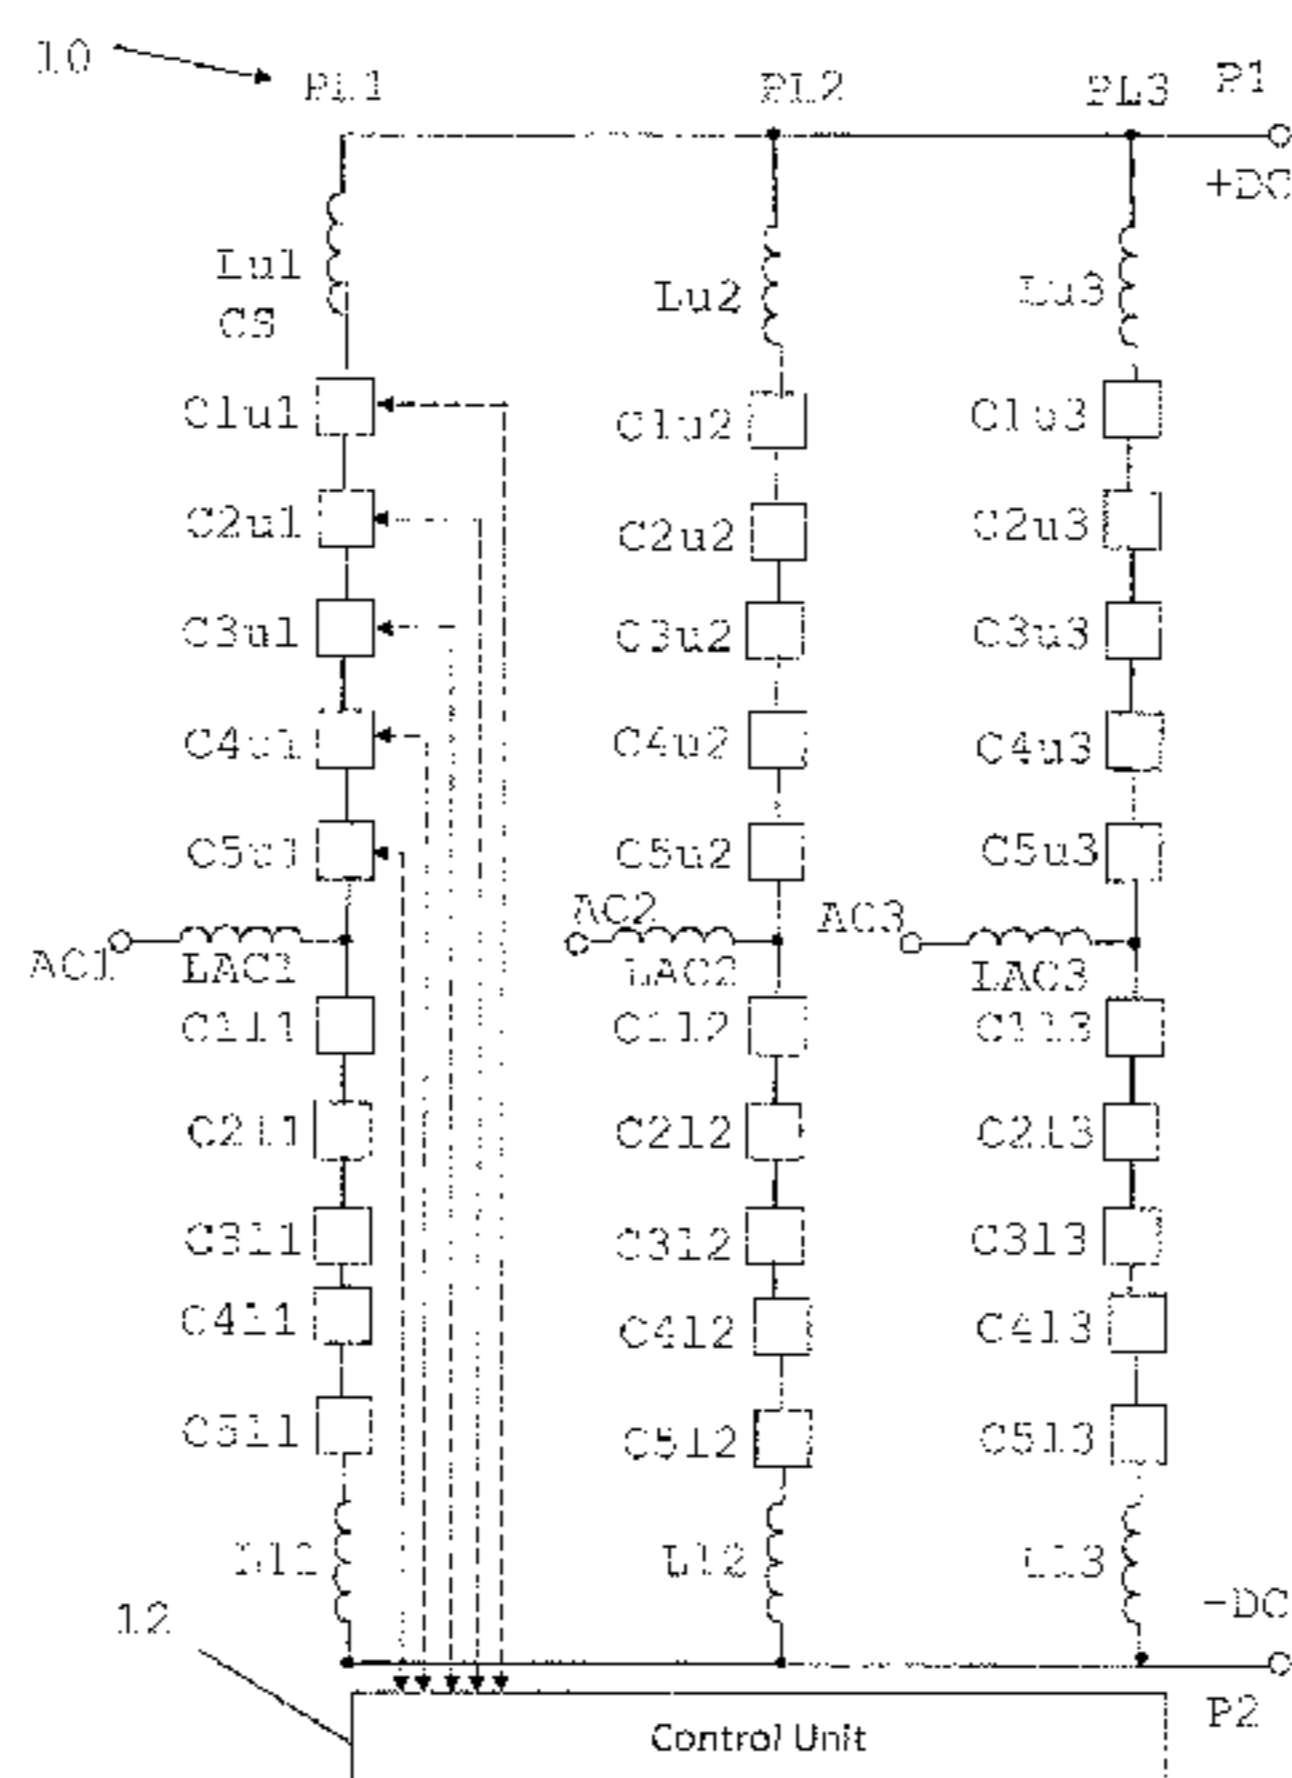 10
PL1 PL2 PL3 P1
+DC
Lu1 Lu2 Lu3
CS
C1u1 C1u2 C1u3
C2u1 C2u2 C2u3
C3u1 C3u2 C3u3
C4u1 C4u2 C4u3
C5u1 C5u2 C5u3
AC1 AC2 AC3
LAC1 LAC2 LAC3
C1l1 C1l2 C1l3
C2l1 C2l2 C2l3
C3l1 C3l2 C3l3
C4l1 C4l2 C4l3
C5l1 C5l2 C5l3
Ll1 Ll2 Ll3
12 -DC
P2
Control Unit